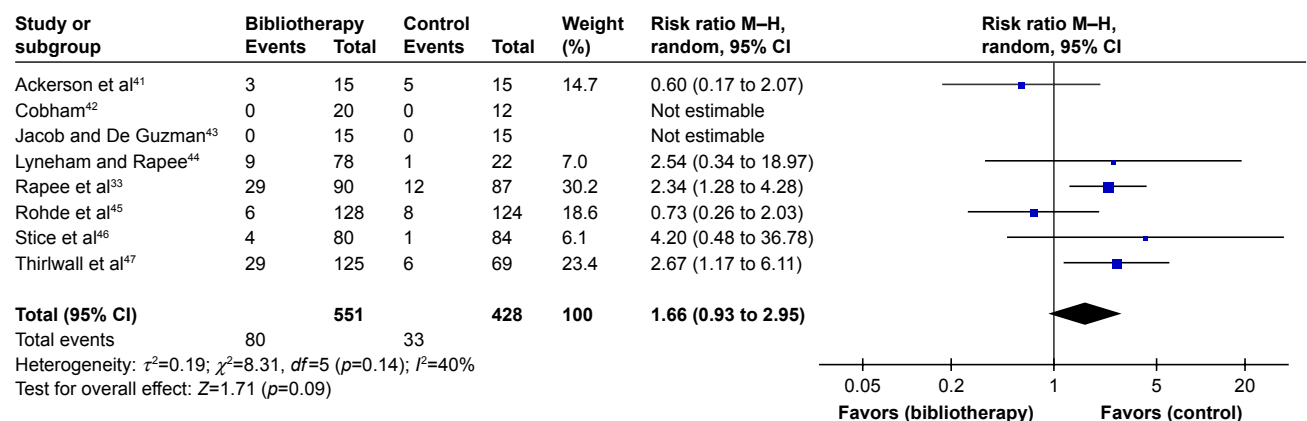 Study or subgroup Bibliotherapy Control Weight (%) Risk ratio M–H, random, 95% CI Risk ratio M–H, random, 95% CI
Events Total Events Total
Ackerson et al⁴¹ 3 15 5 15 14.7 0.60 (0.17 to 2.07)
Cobham⁴² 0 20 0 12 Not estimable
Jacob and De Guzman⁴³ 0 15 0 15 Not estimable
Lyneham and Rapee⁴⁴ 9 78 1 22 7.0 2.54 (0.34 to 18.97)
Rapee et al³³ 29 90 12 87 30.2 2.34 (1.28 to 4.28)
Rohde et al⁴⁵ 6 128 8 124 18.6 0.73 (0.26 to 2.03)
Stice et al⁴⁶ 4 80 1 84 6.1 4.20 (0.48 to 36.78)
Thirlwall et al⁴⁷ 29 125 6 69 23.4 2.67 (1.17 to 6.11)
Total (95% CI) 551 428 100 1.66 (0.93 to 2.95)
Total events 80 33
Heterogeneity: τ²=0.19; χ²=8.31, df=5 (p=0.14); I²=40%
Test for overall effect: Z=1.71 (p=0.09)
0.05 0.2 1 5 20
Favors (bibliotherapy) Favors (control)